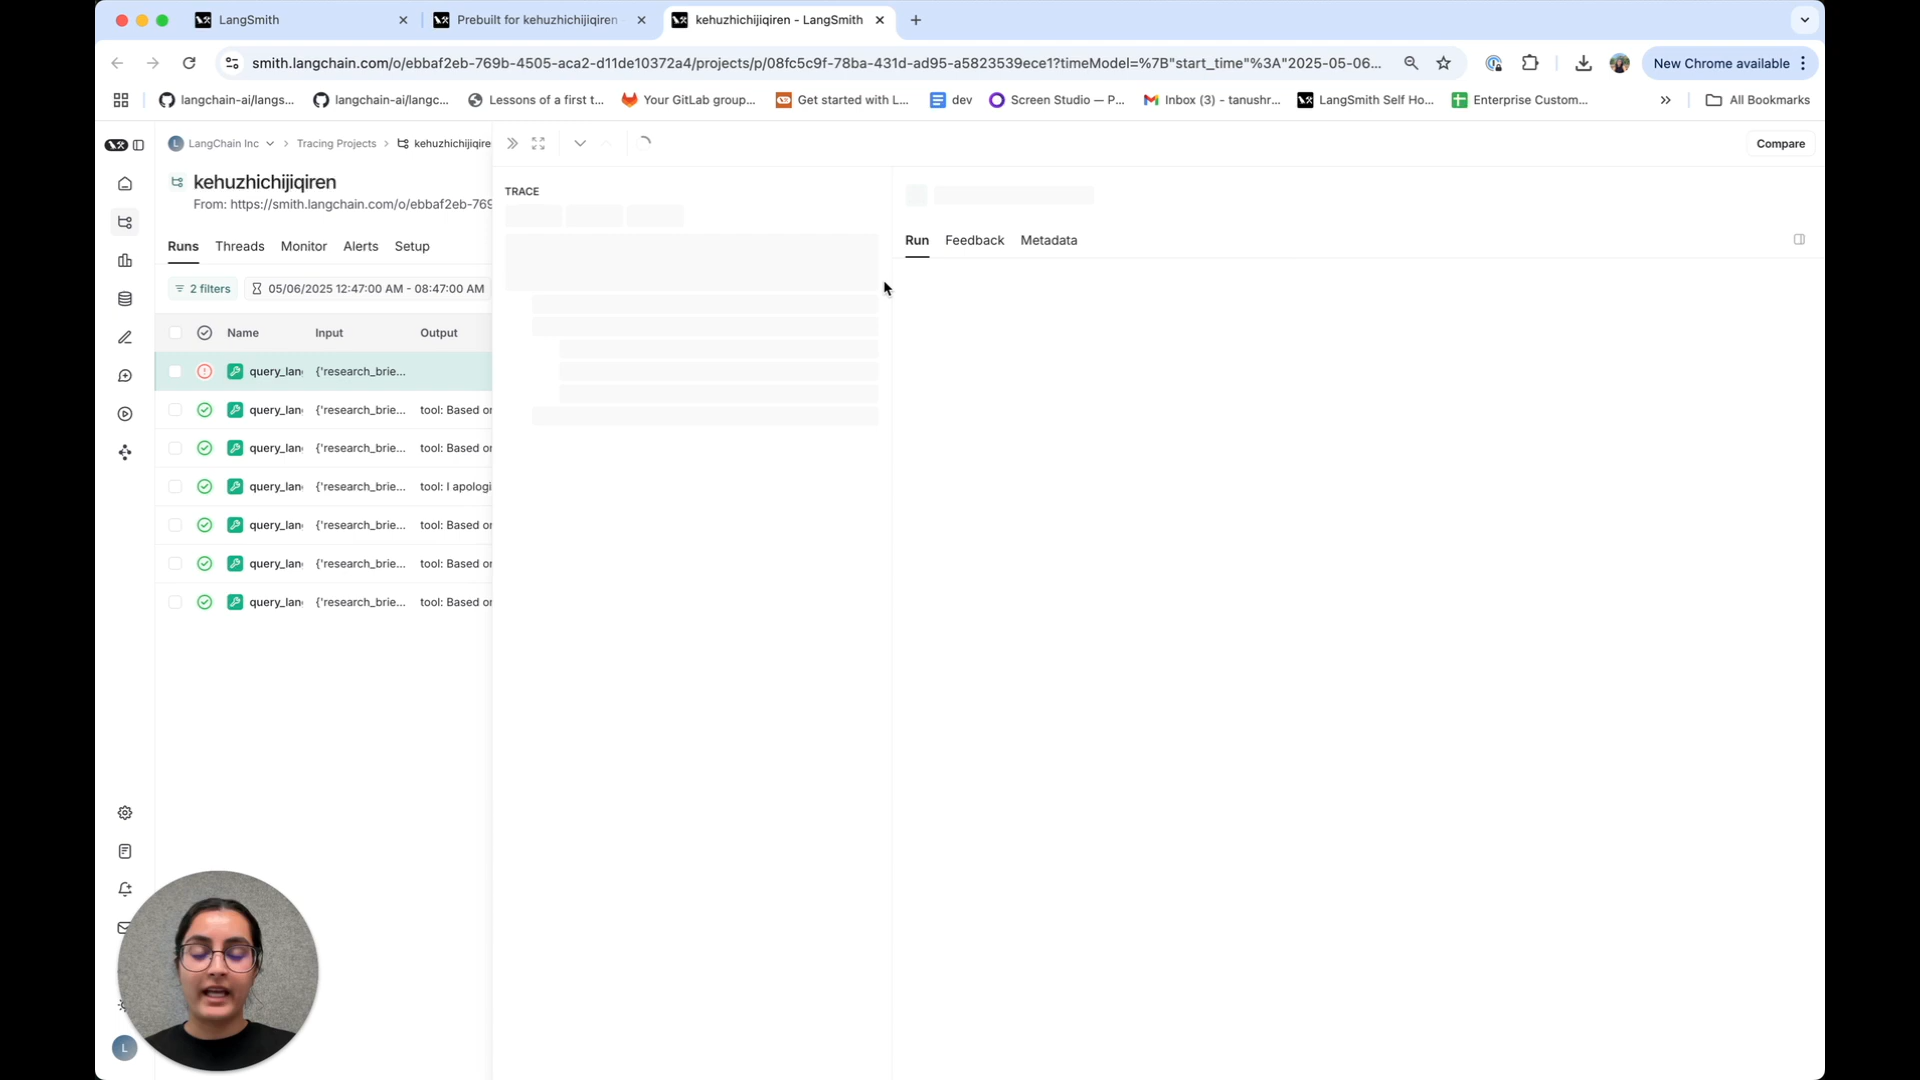 LangSmith
Prebuilt for kehuzhichijiqiren
kehuzhichijiqiren - LangSmith
smith.langchain.com/o/ebbaf2eb-769b-4505-aca2-d11de10372a4/projects/p/08fc5c9f-78ba-431d-ad95-a5823539ece1?timeModel=%7B"start_time"%3A"2025-05-06...
New Chrome available
langchain-ai/langs...
langchain-ai/langc...
Lessons of a first t...
Your GitLab group...
Get started with L...
dev
Screen Studio — P...
Inbox (3) - tanushr...
LangSmith Self Ho...
Enterprise Custom...
All Bookmarks
L LangChain Inc
Tracing Projects
kehuzhichijiqire
Compare
kehuzhichijiqiren
From: https://smith.langchain.com/o/ebbaf2eb-769
TRACE
Runs Threads Monitor Alerts Setup
Run Feedback Metadata
2 filters
05/06/2025 12:47:00 AM - 08:47:00 AM
Name Input Output
query_lan {'research_brie...
query_lan {'research_brie... tool: Based or
query_lan {'research_brie... tool: Based or
query_lan {'research_brie... tool: I apologi
query_lan {'research_brie... tool: Based or
query_lan {'research_brie... tool: Based or
query_lan {'research_brie... tool: Based or
L